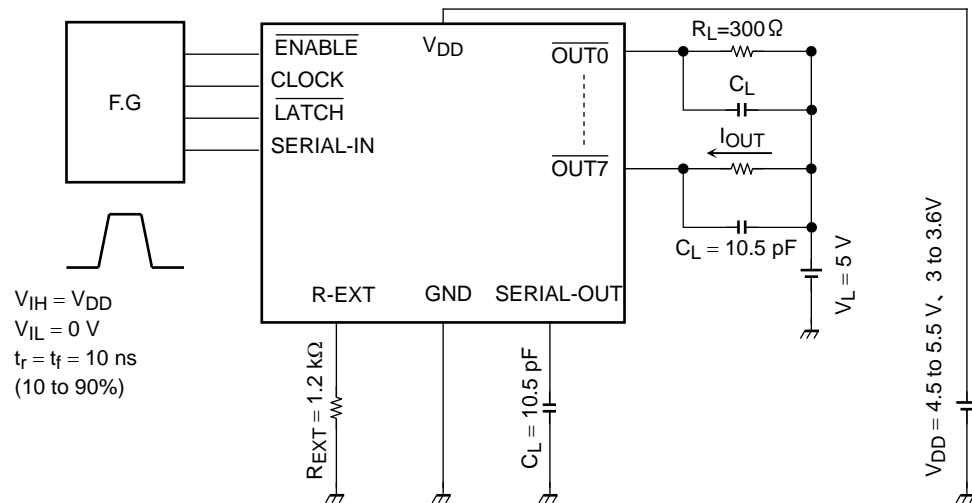 F.G
ENABLE
CLOCK
LATCH
SERIAL-IN
VDD
OUT0
OUT7
R-EXT
GND
SERIAL-OUT
RL=300Ω
CL
IOUT
CL = 10.5 pF
VL = 5 V
VDD = 4.5 to 5.5 V、3 to 3.6V
VIH = VDD
VIL = 0 V
tr = tf = 10 ns
(10 to 90%)
REXT = 1.2 kΩ
CL = 10.5 pF